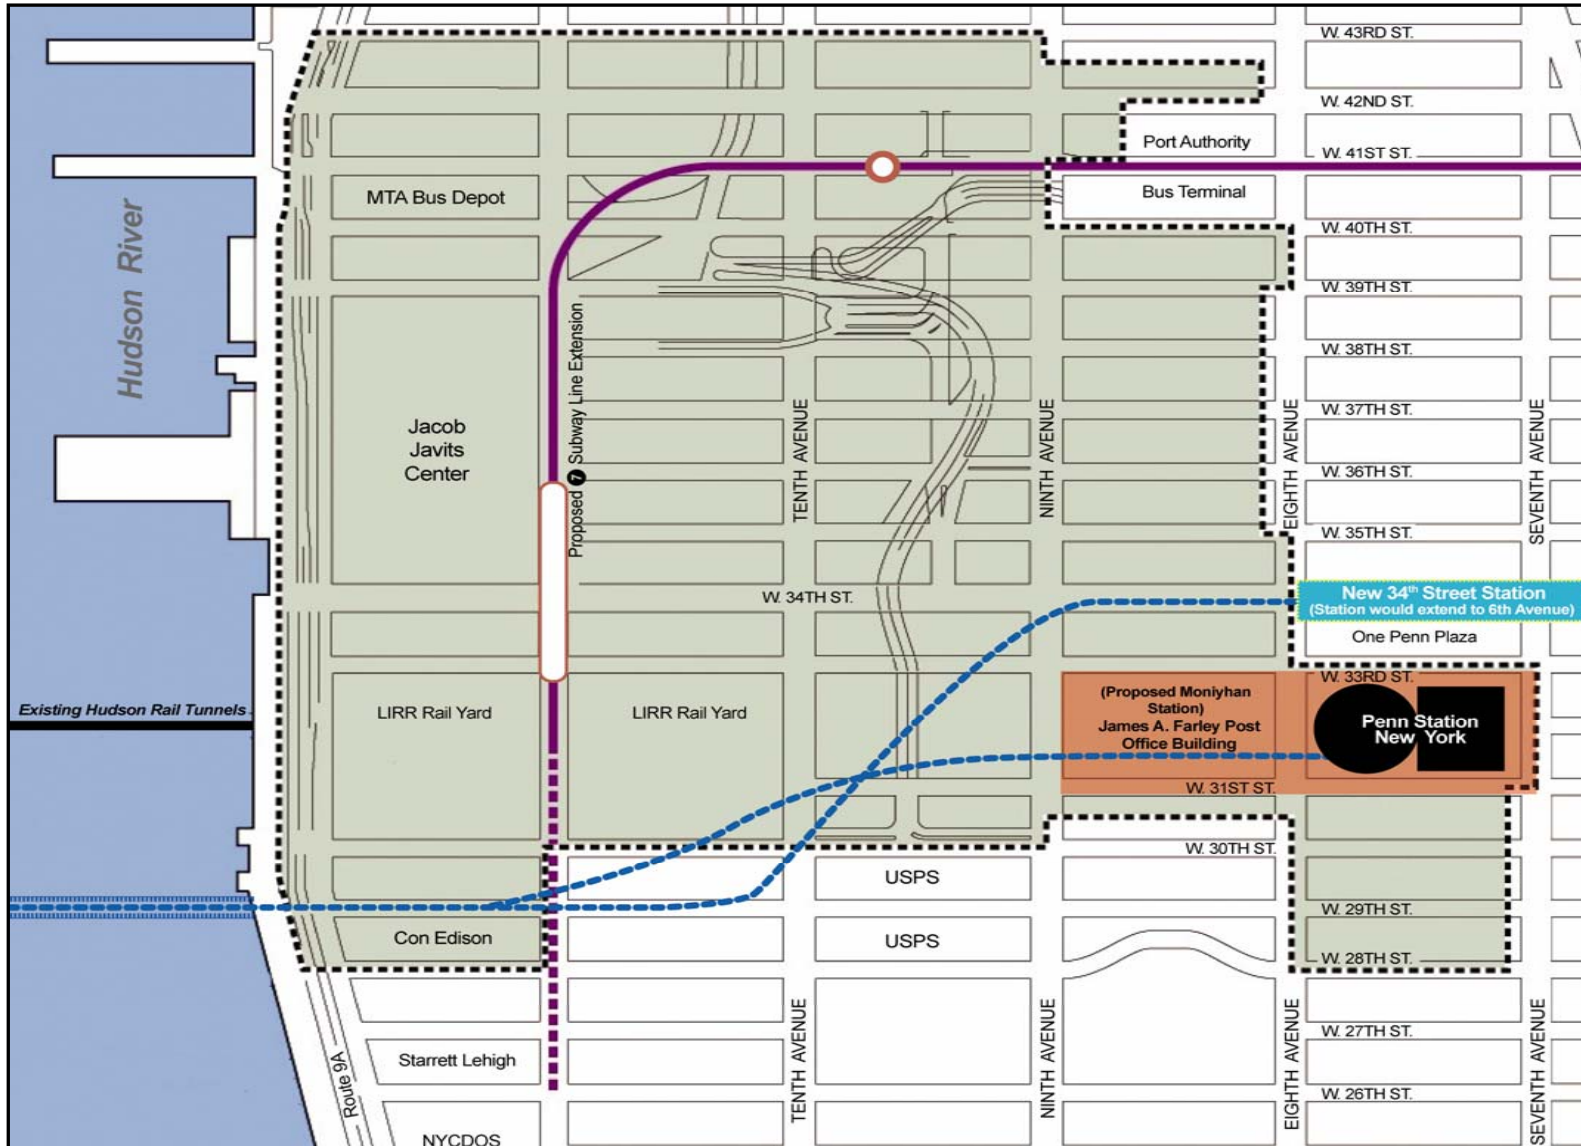 W. 43RD ST.
W. 42ND ST.
Port Authority
W. 41ST ST.
MTA Bus Depot
Bus Terminal
Hudson River
W. 40TH ST.
W. 39TH ST.
Proposed 7 Subway Line Extension
W. 38TH ST.
TENTH AVENUE
NINTH AVENUE
EIGHTH AVENUE
SEVENTH AVENUE
W. 37TH ST.
Jacob
Javits
Center
W. 36TH ST.
W. 35TH ST.
W. 34TH ST.
New 34th Street Station
(Station would extend to 6th Avenue)
One Penn Plaza
W. 33RD ST.
(Proposed Moniyhan
Station)
James A. Farley Post
Office Building
Penn Station
New York
Existing Hudson Rail Tunnels
LIRR Rail Yard
LIRR Rail Yard
W. 31ST ST.
W. 30TH ST.
USPS
W. 29TH ST.
Con Edison
USPS
W. 28TH ST.
Route 9A
TENTH AVENUE
NINTH AVENUE
EIGHTH AVENUE
SEVENTH AVENUE
W. 27TH ST.
Starrett Lehigh
W. 26TH ST.
NYCDOS